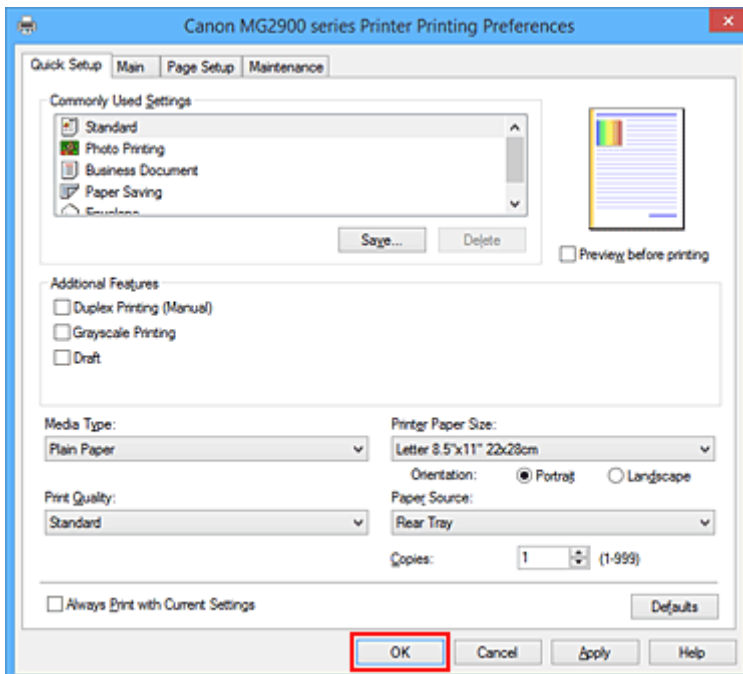 Canon MG2900 series Printer Printing Preferences
Quick Setup Main Page Setup Maintenance
Commonly Used Settings
Standard
Photo Printing
Business Document
Paper Saving
Envelope
Save... Delete
Preview before printing
Additional Features
Duplex Printing (Manual)
Grayscale Printing
Draft
Media Type:
Plain Paper
Printer Paper Size:
Letter 8.5"x11" 22x28cm
Orientation: Portrait Landscape
Print Quality:
Standard
Paper Source:
Rear Tray
Copies: 1 (1-999)
Always Print with Current Settings
Defaults
OK Cancel Apply Help